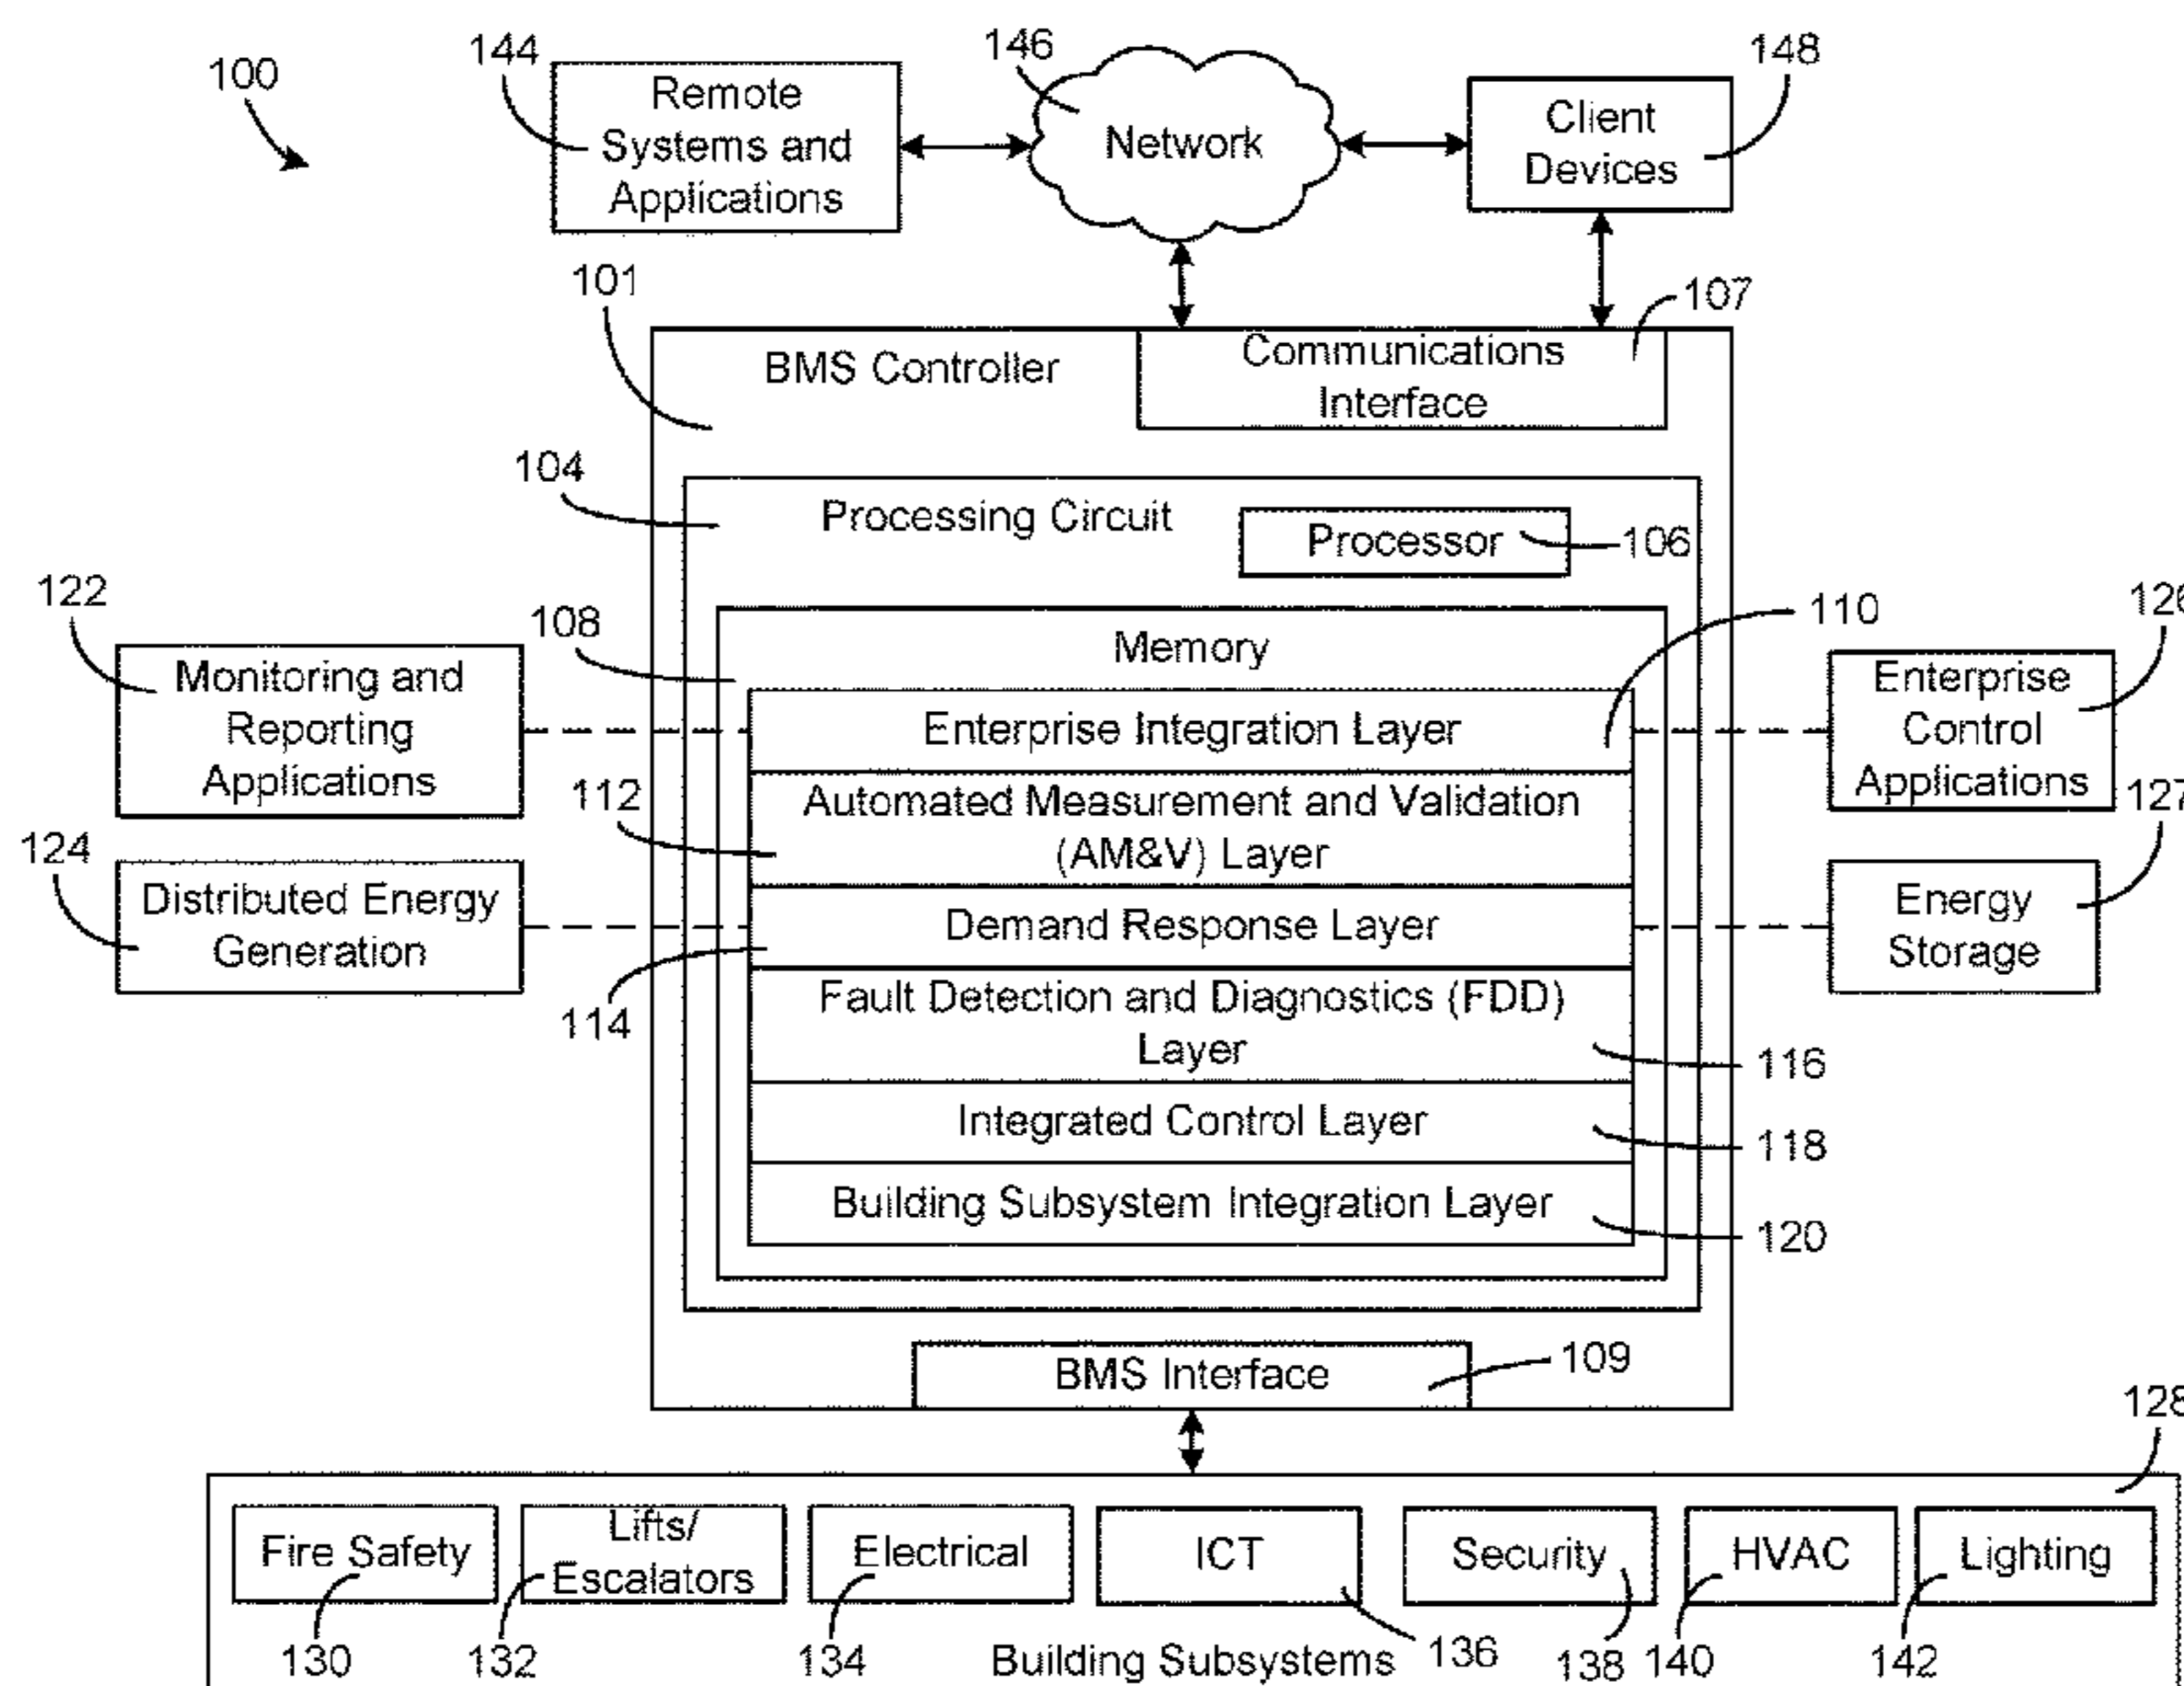 100
144
Remote
Systems and
Applications
146
Network
Client
Devices
148
101
BMS Controller
Communications
Interface
107
104
Processing Circuit
Processor
106
108
Memory
110
122
Monitoring and
Reporting
Applications
Enterprise Integration Layer
126
Enterprise
Control
Applications
112
Automated Measurement and Validation
(AM&V) Layer
127
124
Distributed Energy
Generation
Demand Response Layer
Energy
Storage
114
Fault Detection and Diagnostics (FDD)
Layer
116
Integrated Control Layer
118
Building Subsystem Integration Layer
120
BMS Interface
109
128
Fire Safety
Lifts/
Escalators
Electrical
ICT
Security
HVAC
Lighting
130
132
134
Building Subsystems
136
138
140
142